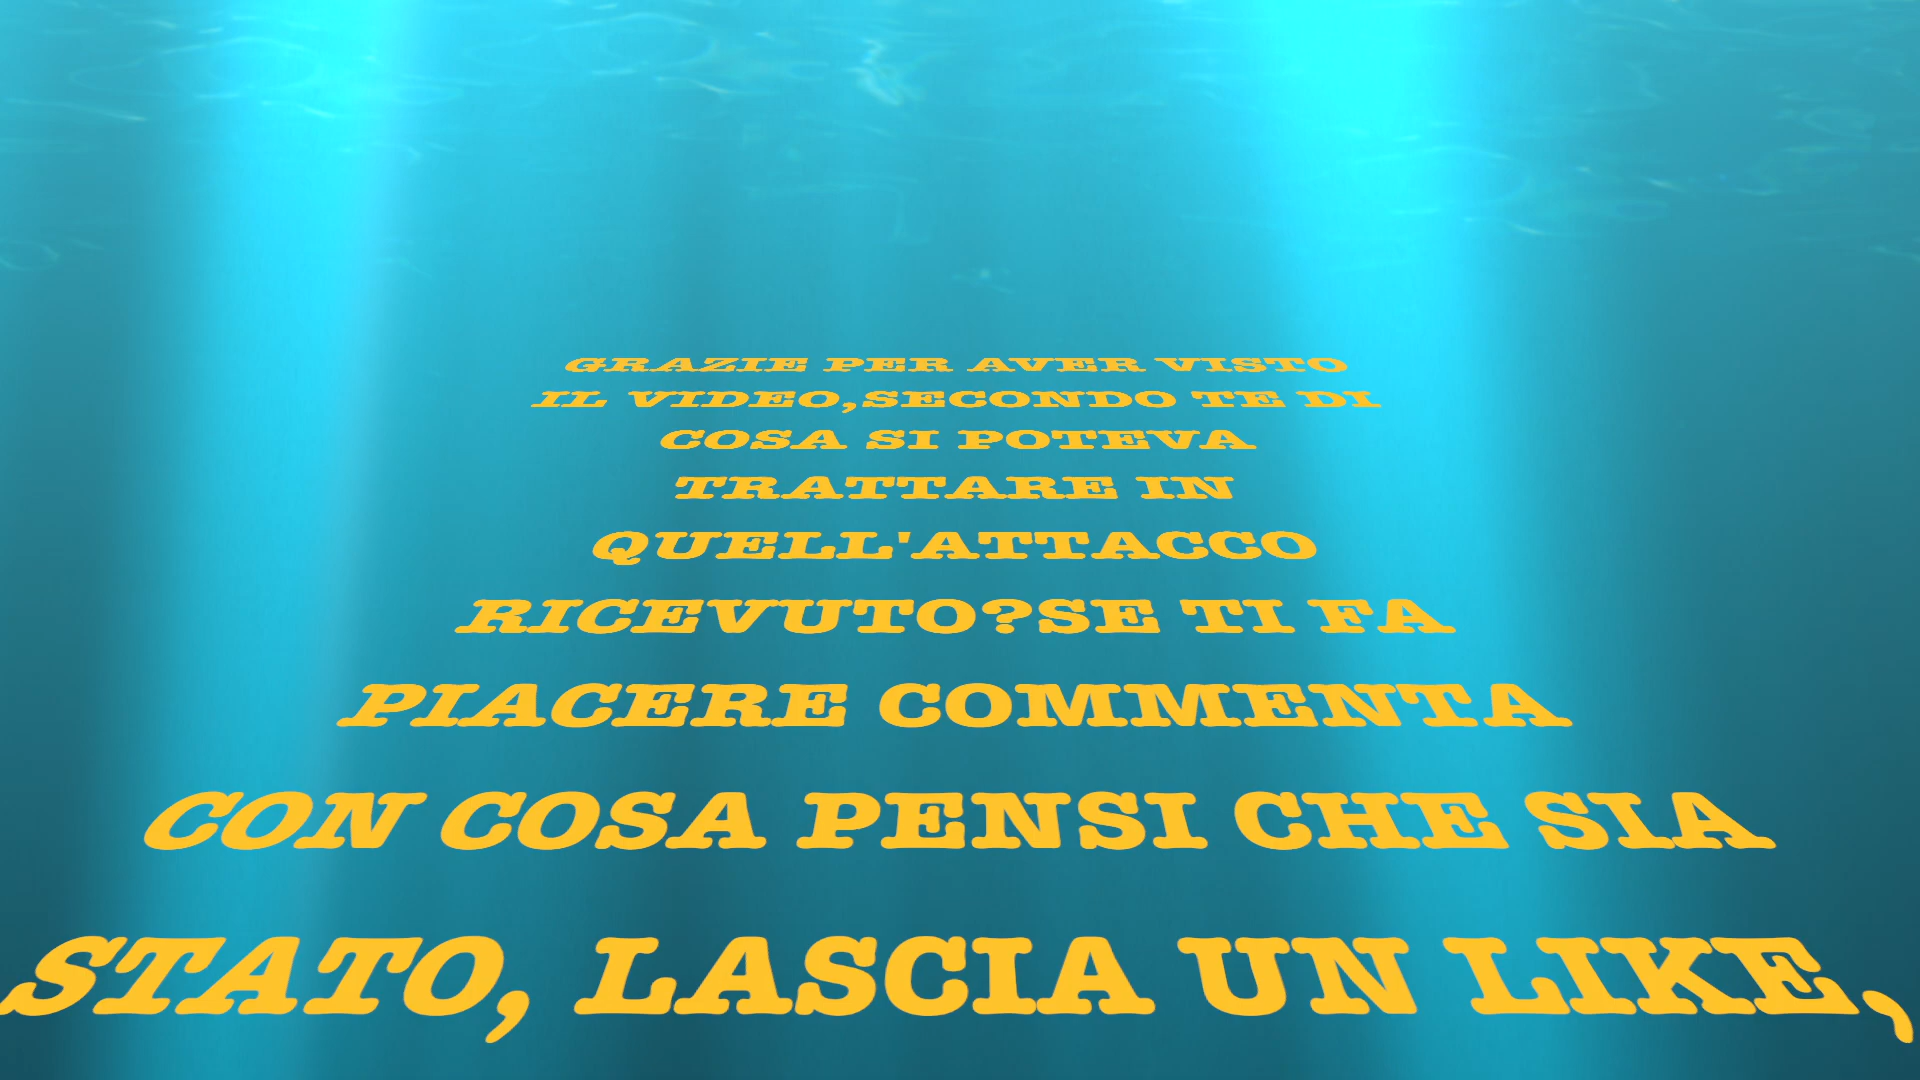 GRAZIE PER AVER VISTO
IL VIDEO,SECONDO TE DI
COSA SI POTEVA
TRATTARE IN
QUELL'ATTACCO
RICEVUTO?SE TI FA
PIACERE COMMENTA
CON COSA PENSI CHE SIA
STATO, LASCIA UN LIKE,